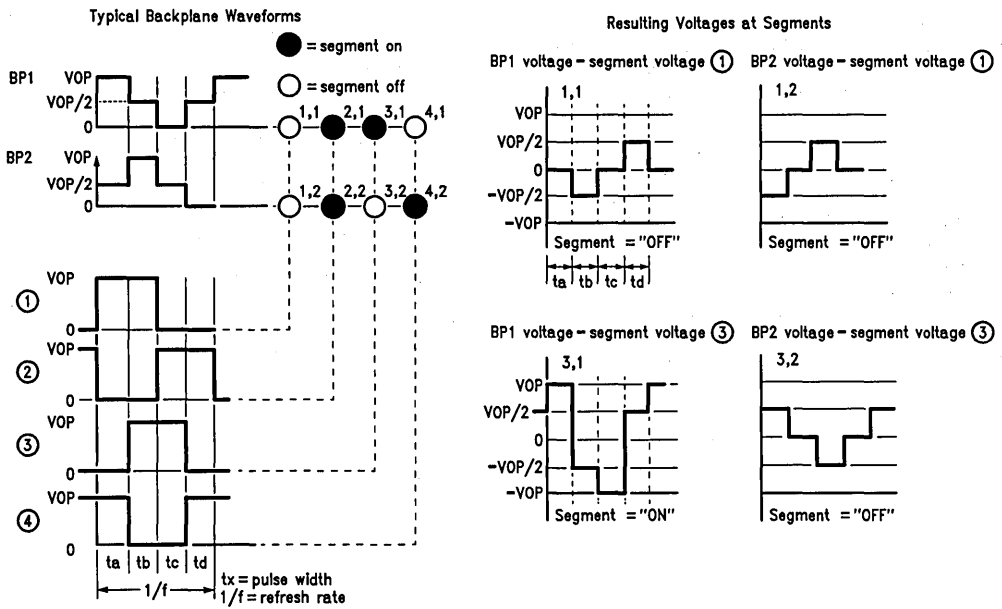 Typical Backplane Waveforms
= segment on
= segment off
BP1
VOP
VOP/2
0
BP2
VOP
VOP/2
0
1,1
2,1
3,1
4,1
1,2
2,2
3,2
4,2
1
VOP
0
2
VOP
0
3
VOP
0
4
VOP
0
ta tb tc td
1/f
tx = pulse width
1/f = refresh rate
Resulting Voltages at Segments
BP1 voltage – segment voltage 1
1,1
VOP
VOP/2
0
-VOP/2
-VOP
Segment = "OFF"
ta tb tc td
BP2 voltage – segment voltage 1
1,2
Segment = "OFF"
BP1 voltage – segment voltage 3
3,1
VOP
VOP/2
0
-VOP/2
-VOP
Segment = "ON"
BP2 voltage – segment voltage 3
3,2
Segment = "OFF"